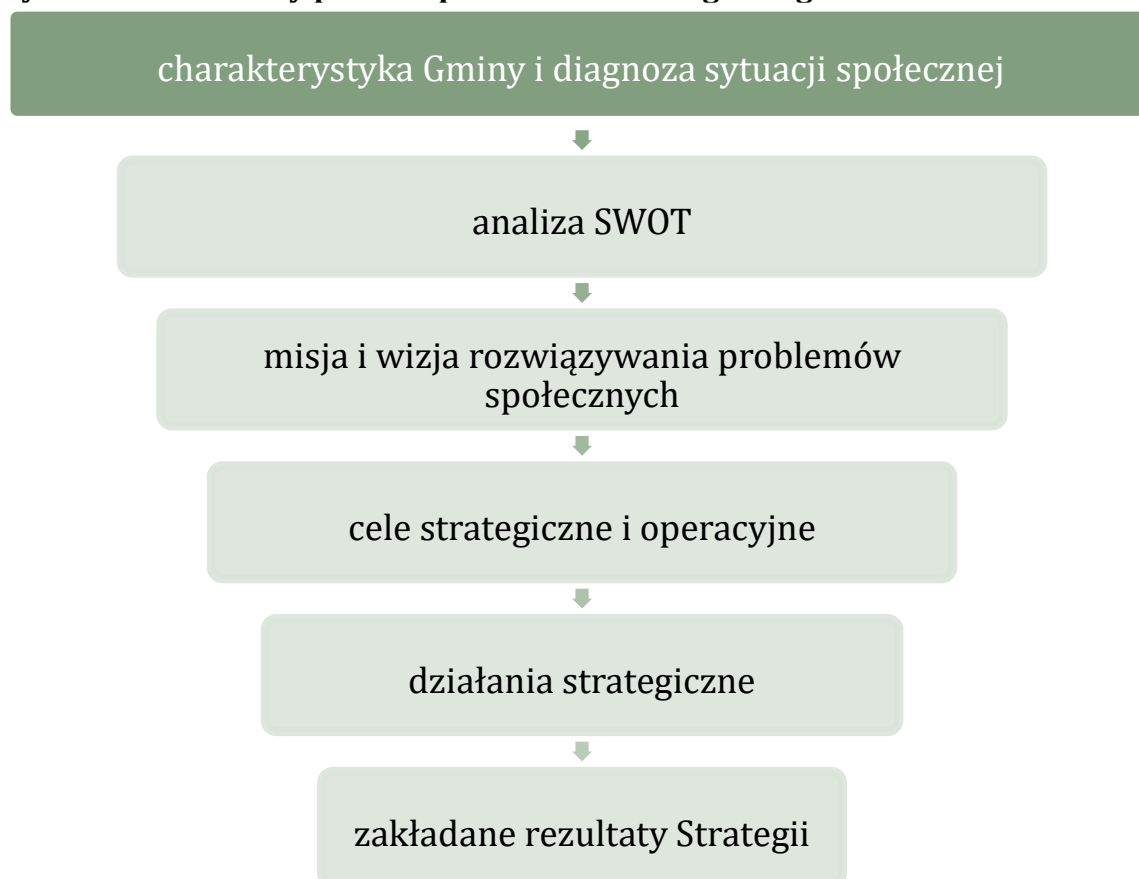 charakterystyka Gminy i diagnoza sytuacji społecznej
analiza SWOT
misja i wizja rozwiązywania problemów
społecznych
cele strategiczne i operacyjne
działania strategiczne
zakładane rezultaty Strategii